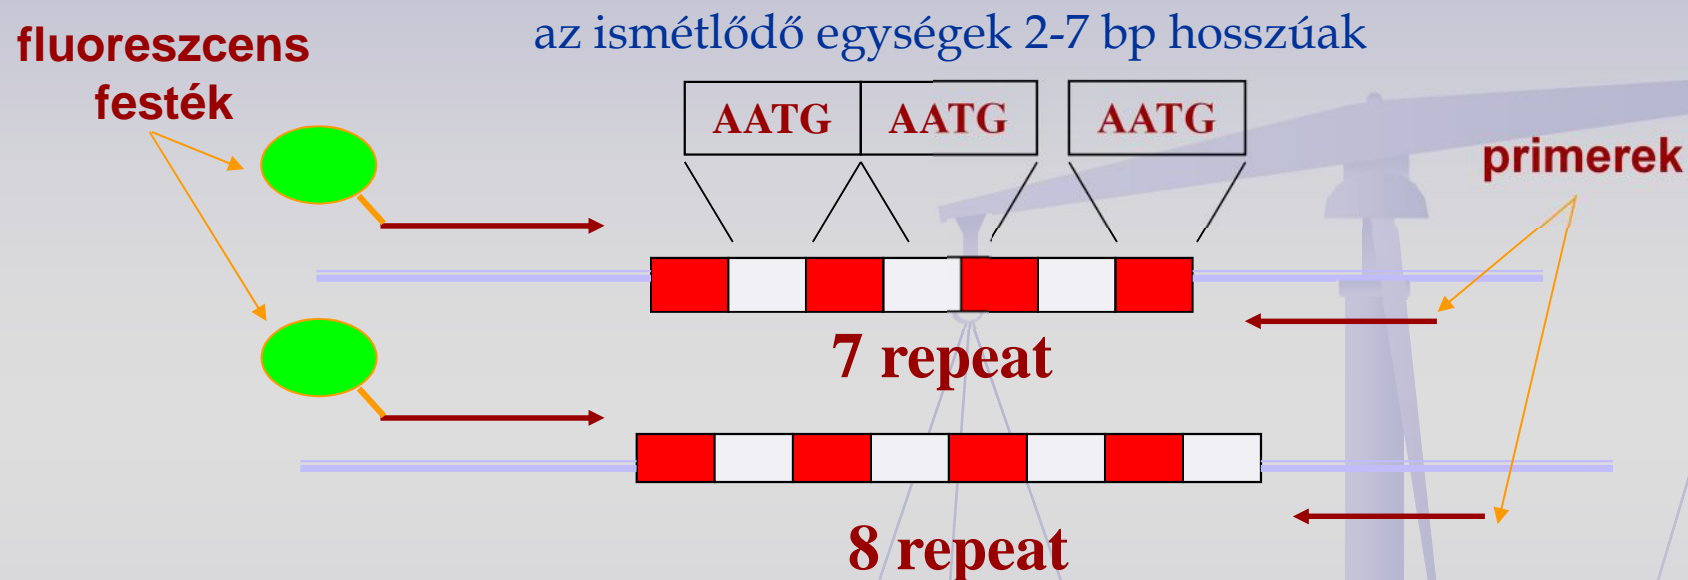 az ismétlődő egységek 2-7 bp hosszúak
fluoreszcens
festék
AATG AATG AATG
primerek
7 repeat
8 repeat